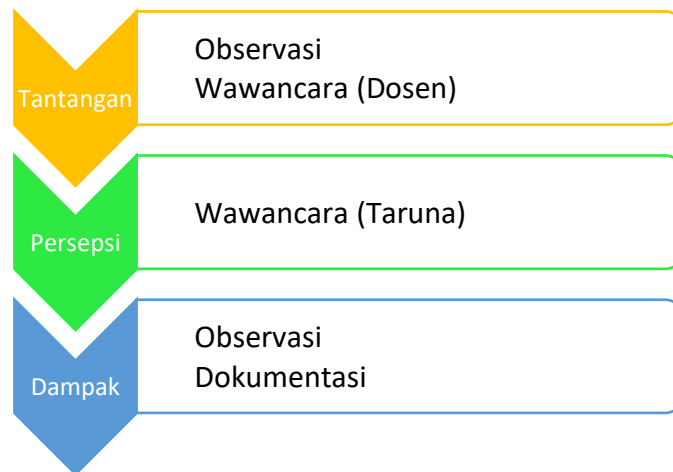 Tantangan
Observasi
Wawancara (Dosen)
Persepsi
Wawancara (Taruna)
Dampak
Observasi
Dokumentasi